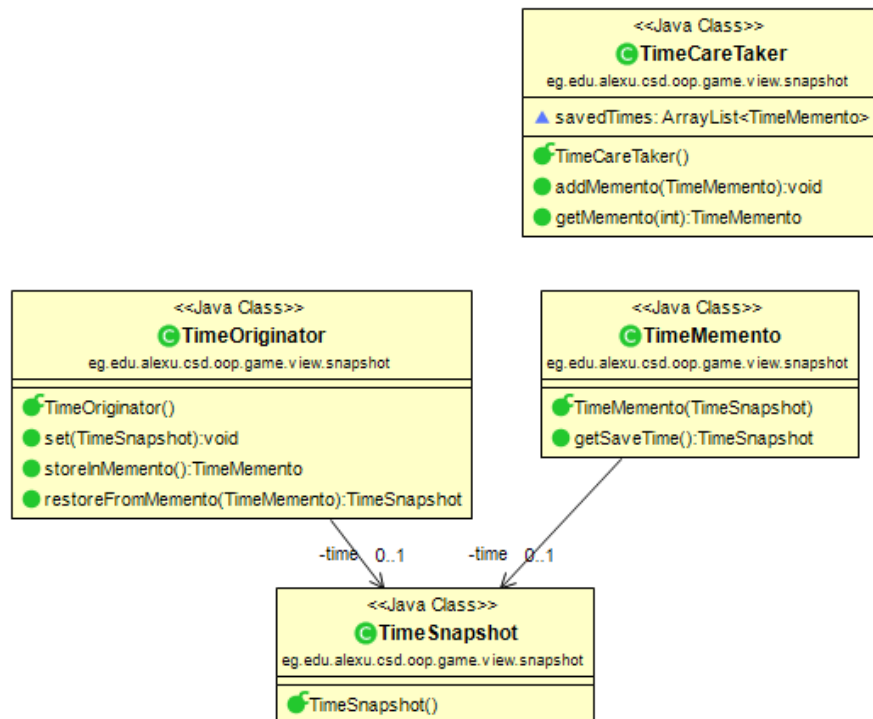 <<Java Class>>
TimeCareTaker
eg.edu.alexu.csd.oop.game.view.snapshot
savedTimes: ArrayList<TimeMemento>
TimeCareTaker()
addMemento(TimeMemento):void
getMemento(int):TimeMemento
<<Java Class>>
TimeOriginator
eg.edu.alexu.csd.oop.game.view.snapshot
TimeOriginator()
set(TimeSnapshot):void
storeInMemento():TimeMemento
restoreFromMemento(TimeMemento):TimeSnapshot
<<Java Class>>
TimeMemento
eg.edu.alexu.csd.oop.game.view.snapshot
TimeMemento(TimeSnapshot)
getSaveTime():TimeSnapshot
-time 0..1
-time 0..1
<<Java Class>>
TimeSnapshot
eg.edu.alexu.csd.oop.game.view.snapshot
TimeSnapshot()